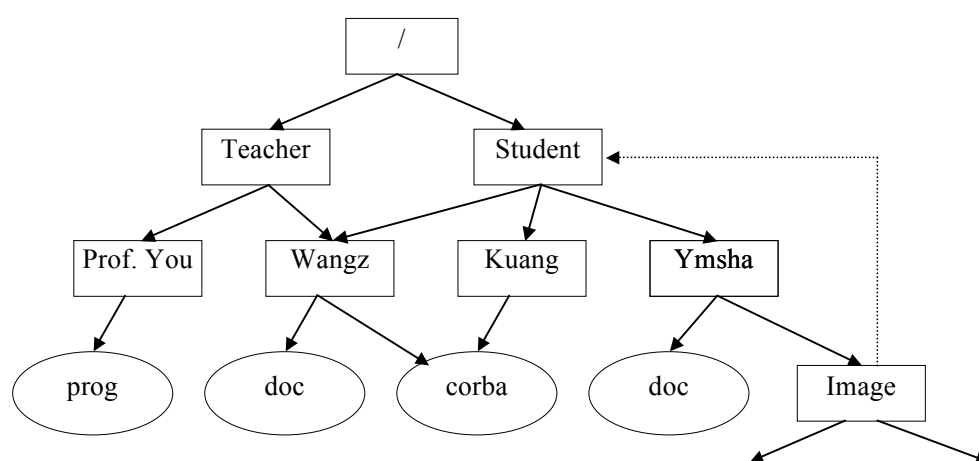 /
Teacher
Student
Prof. You
Wangz
Kuang
Ymsha
prog
doc
corba
doc
Image